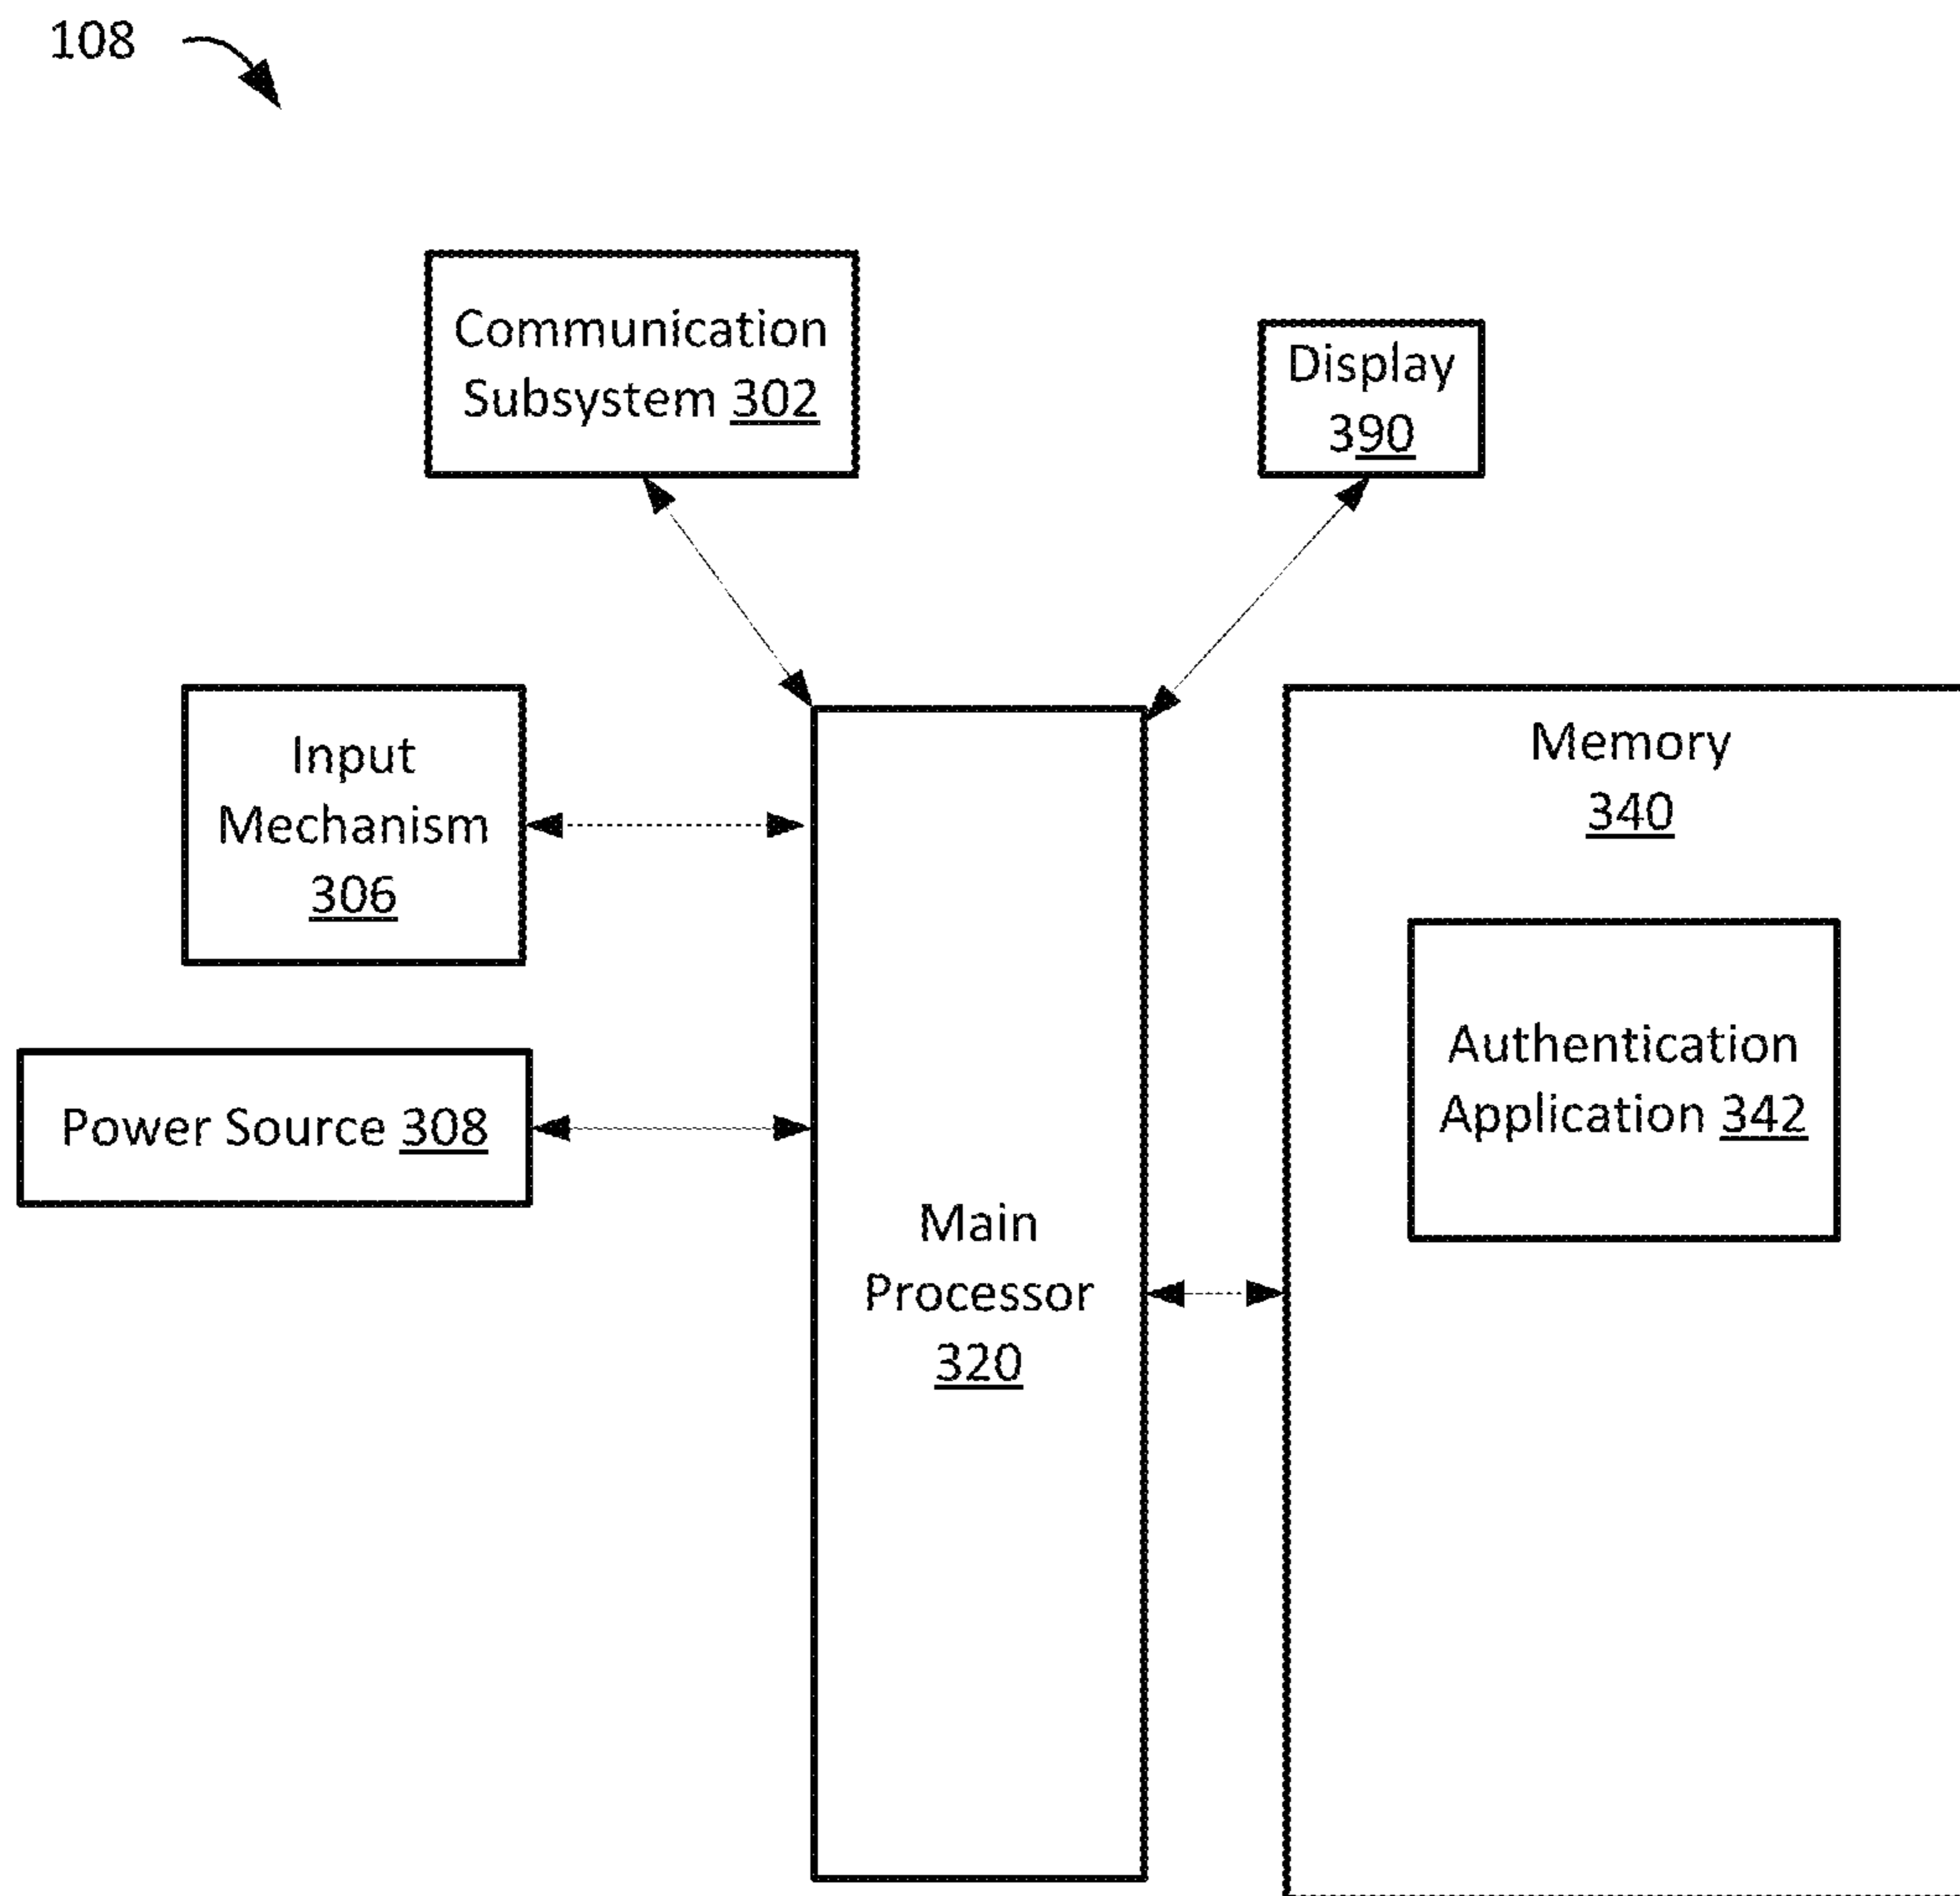 108
Communication
Subsystem 302
Display
390
Input
Mechanism
306
Memory
340
Authentication
Application 342
Power Source 308
Main
Processor
320